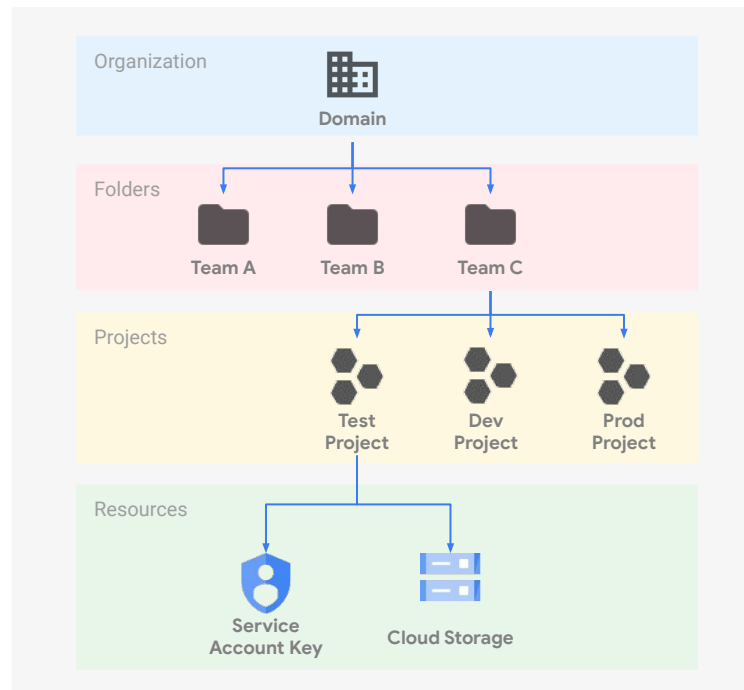 Organization
Domain
Folders
Team A
Team B
Team C
Projects
Test
Project
Dev
Project
Prod
Project
Resources
Service
Account Key
Cloud Storage